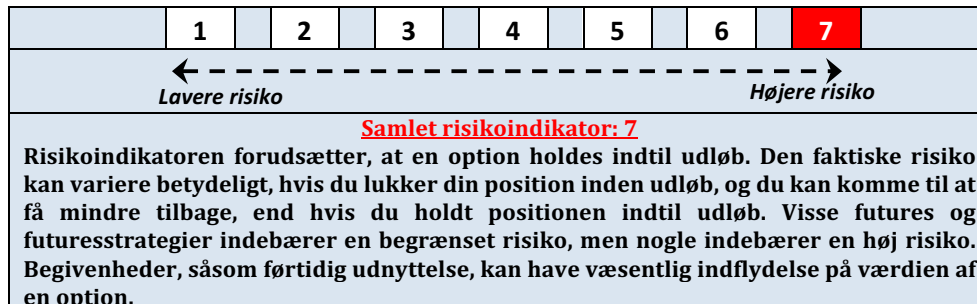 1 2 3 4 5 6 7
Lavere risiko Højere risiko
Samlet risikoindikator: 7
Risikoindikatoren forudsætter, at en option holdes indtil udløb. Den faktiske risiko
kan variere betydeligt, hvis du lukker din position inden udløb, og du kan komme til at
få mindre tilbage, end hvis du holdt positionen indtil udløb. Visse futures og
futuresstrategier indebærer en begrænset risiko, men nogle indebærer en høj risiko.
Begivenheder, såsom førtidig udnyttelse, kan have væsentlig indflydelse på værdien af
en option.